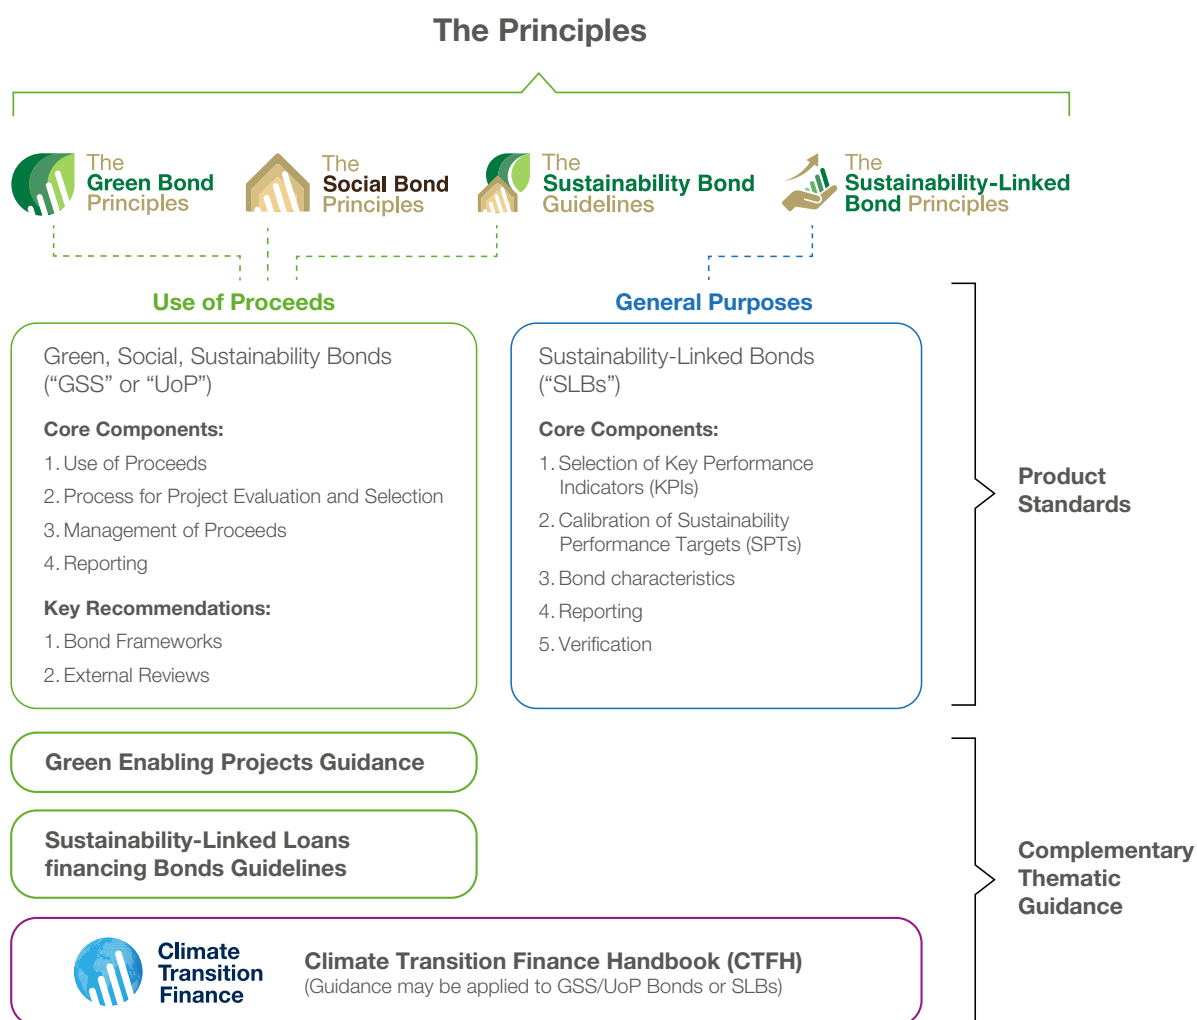 The Principles
The
Green Bond
Principles
The
Social Bond
Principles
The
Sustainability Bond
Guidelines
The
Sustainability-Linked
Bond Principles
Use of Proceeds
Green, Social, Sustainability Bonds
(“GSS” or “UoP”)
Core Components:
1. Use of Proceeds
2. Process for Project Evaluation and Selection
3. Management of Proceeds
4. Reporting
Key Recommendations:
1. Bond Frameworks
2. External Reviews
General Purposes
Sustainability-Linked Bonds
(“SLBs”)
Core Components:
1. Selection of Key Performance
Indicators (KPIs)
2. Calibration of Sustainability
Performance Targets (SPTs)
3. Bond characteristics
4. Reporting
5. Verification
Product
Standards
Green Enabling Projects Guidance
Sustainability-Linked Loans
financing Bonds Guidelines
Climate
Transition
Finance
Climate Transition Finance Handbook (CTFH)
(Guidance may be applied to GSS/UoP Bonds or SLBs)
Complementary
Thematic
Guidance